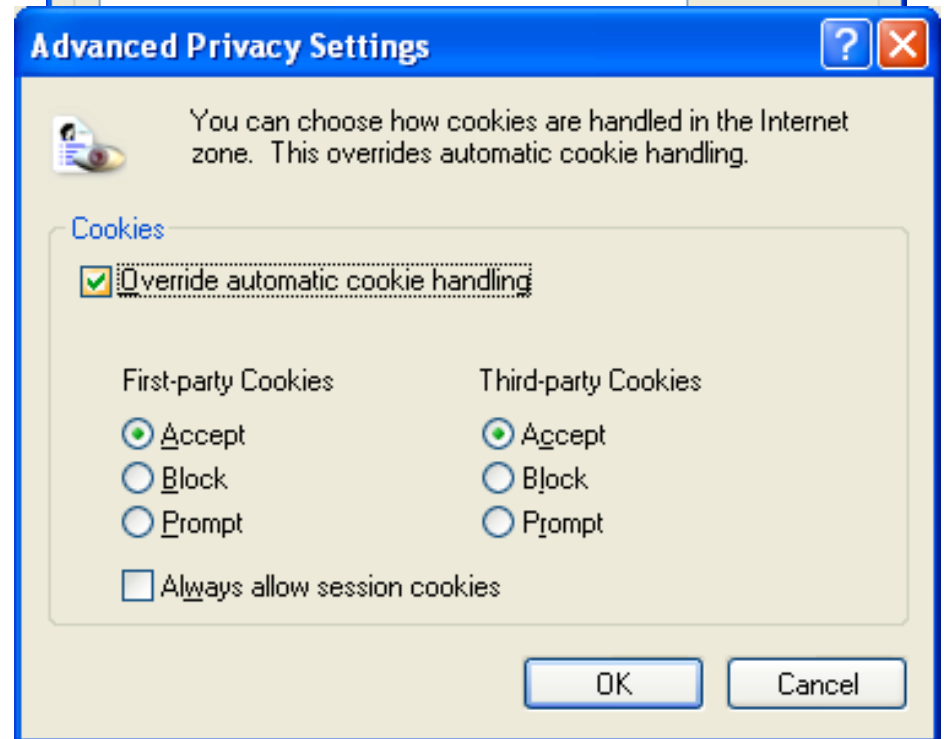 Advanced Privacy Settings
?
You can choose how cookies are handled in the Internet
zone. This overrides automatic cookie handling.
Cookies
Override automatic cookie handling
First-party Cookies
Third-party Cookies
Accept
Accept
Block
Block
Prompt
Prompt
Always allow session cookies
OK
Cancel